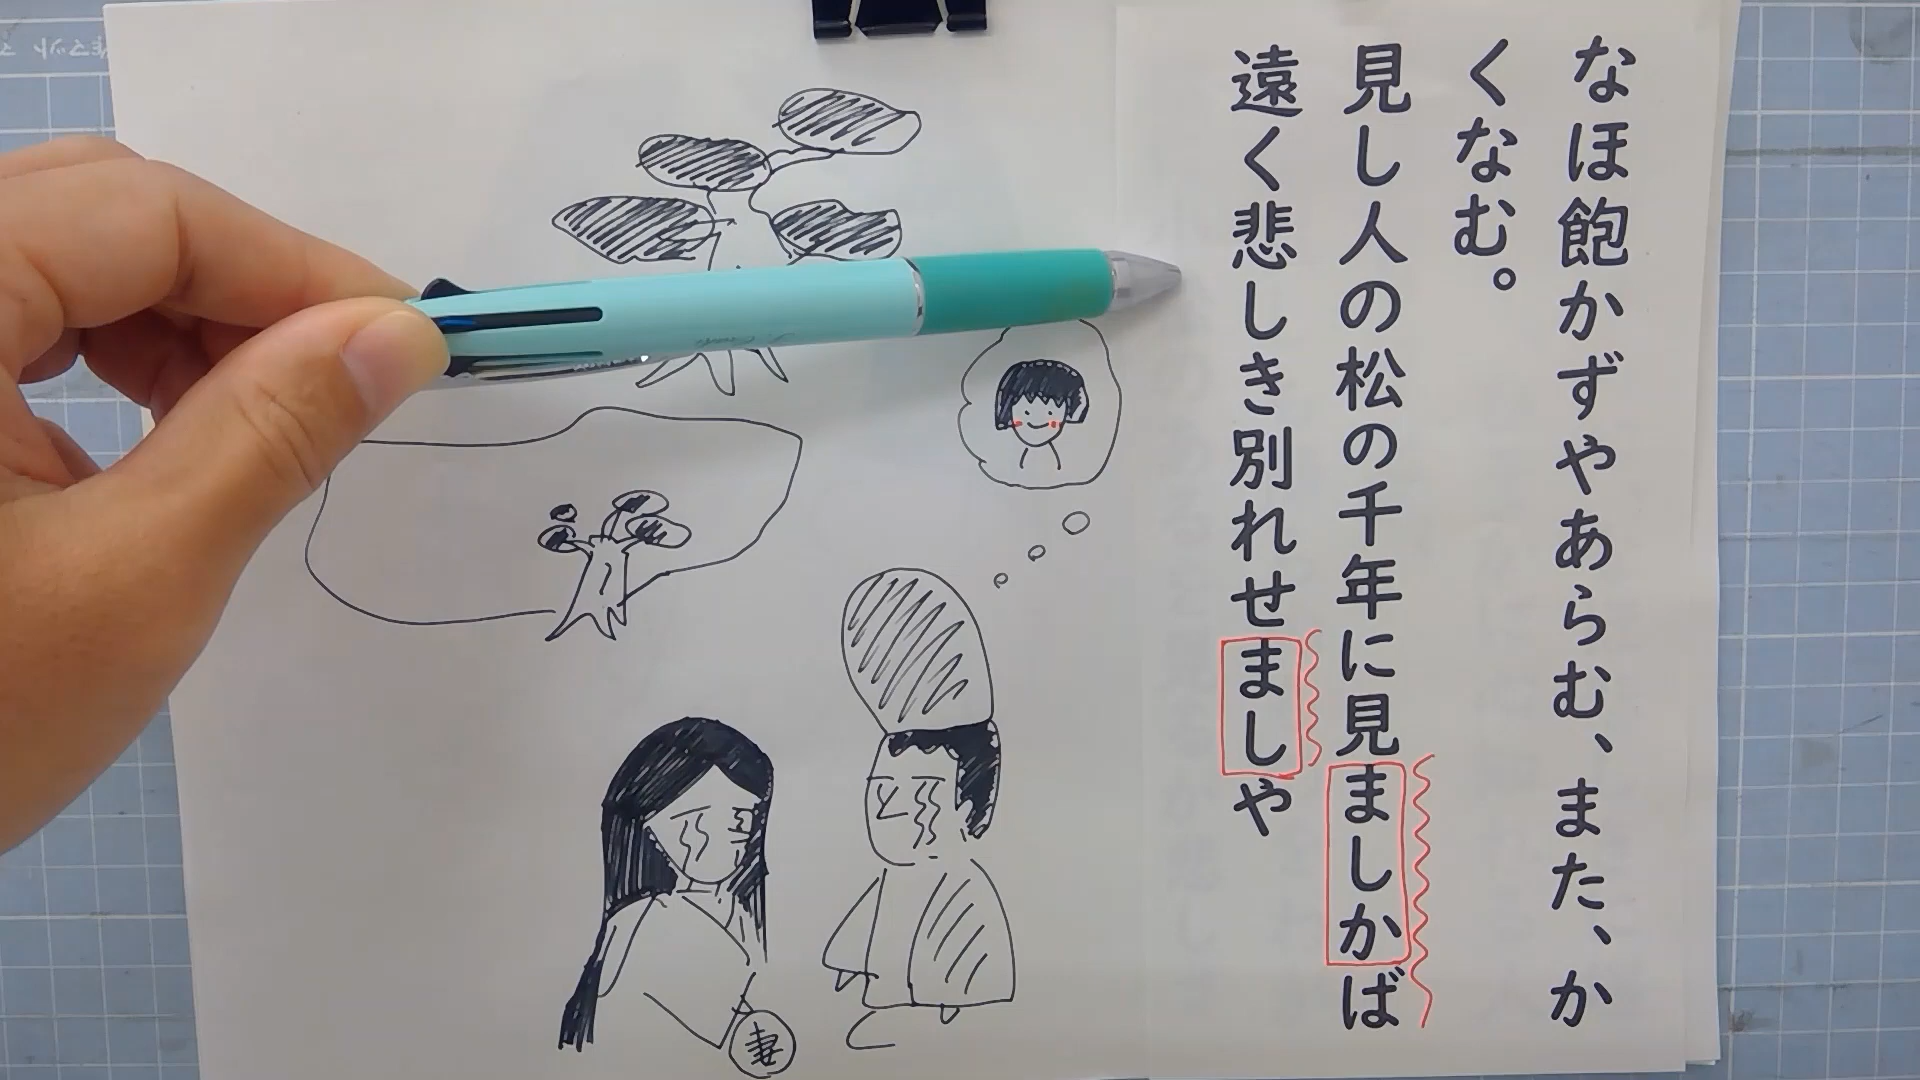 なほ飽かずやあらむ、また、か
くなむ。
見し人の松の千年に見ましかば
遠く悲しき別れせましや
妻